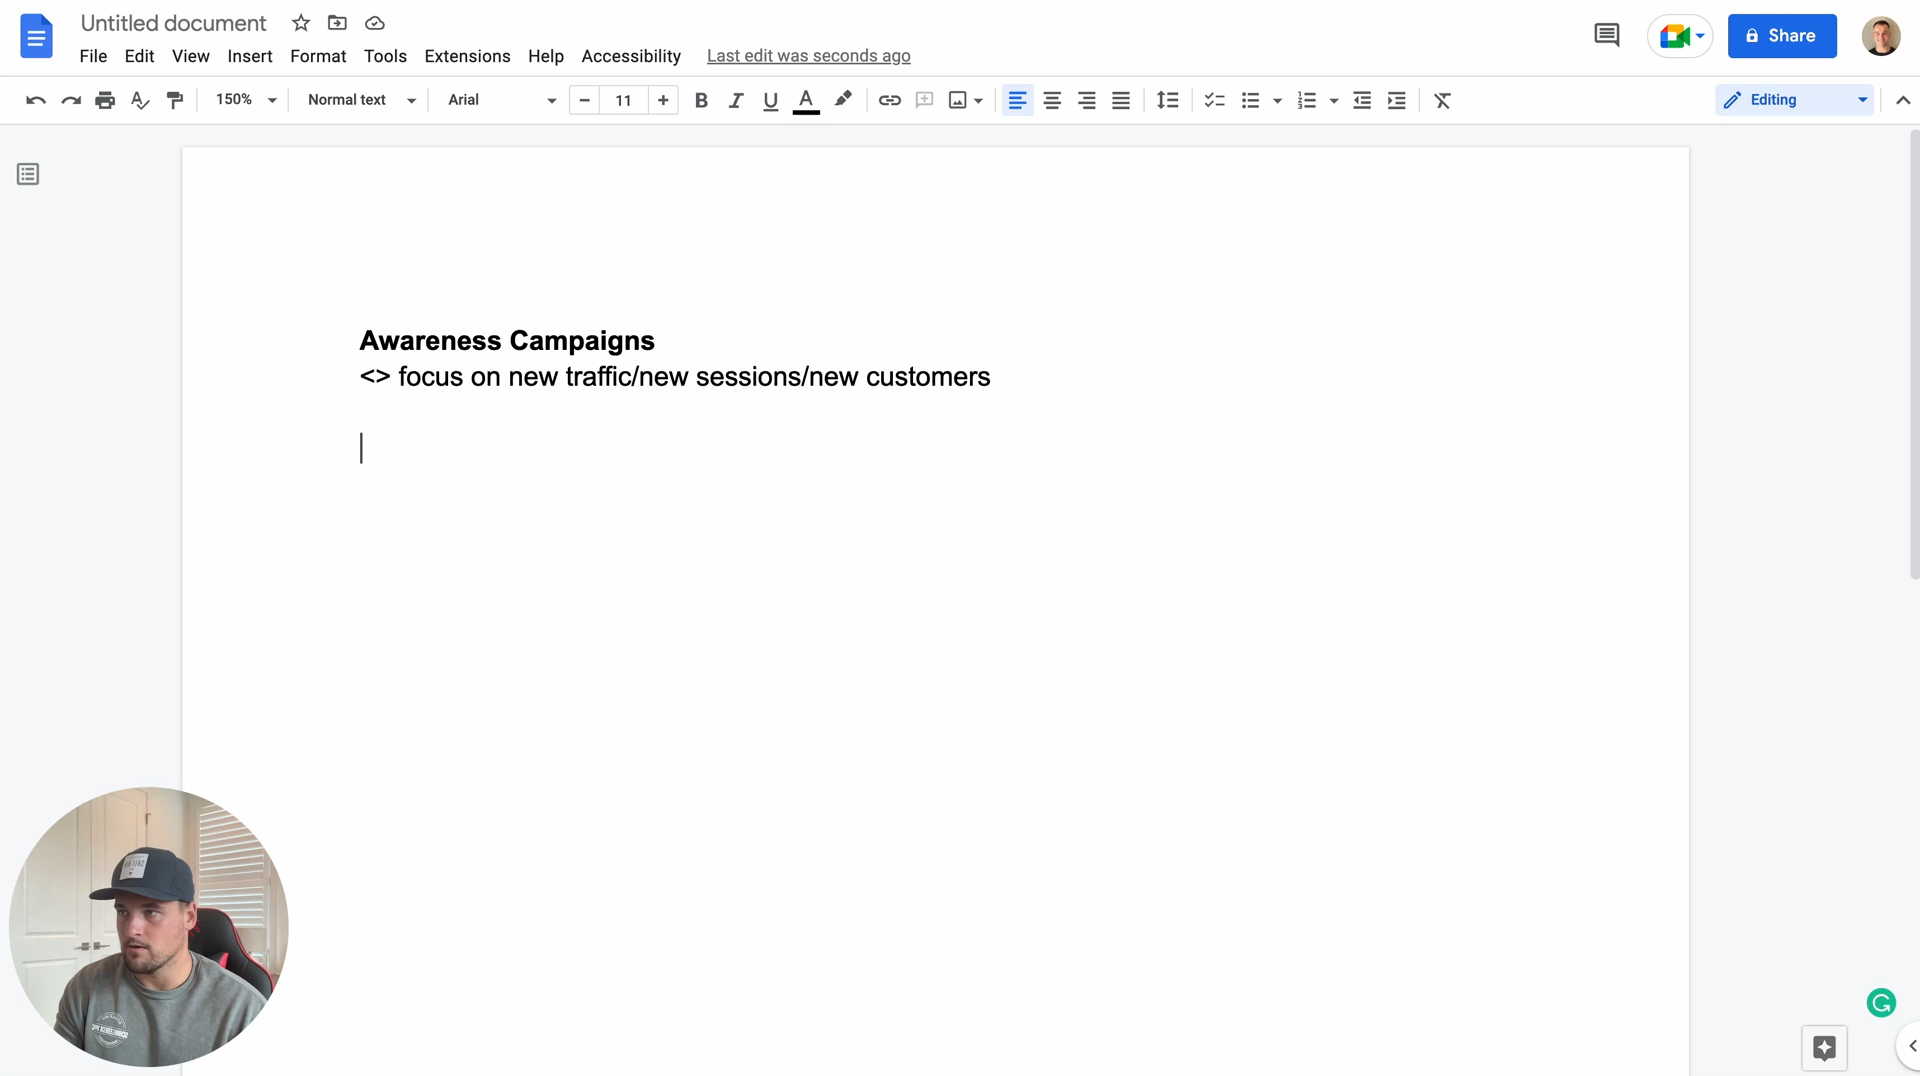 Untitled document
File Edit View Insert Format Tools Extensions Help Accessibility Last edit was seconds ago
Share
150% Normal text Arial 11 Editing
Awareness Campaigns
<> focus on new traffic/new sessions/new customers